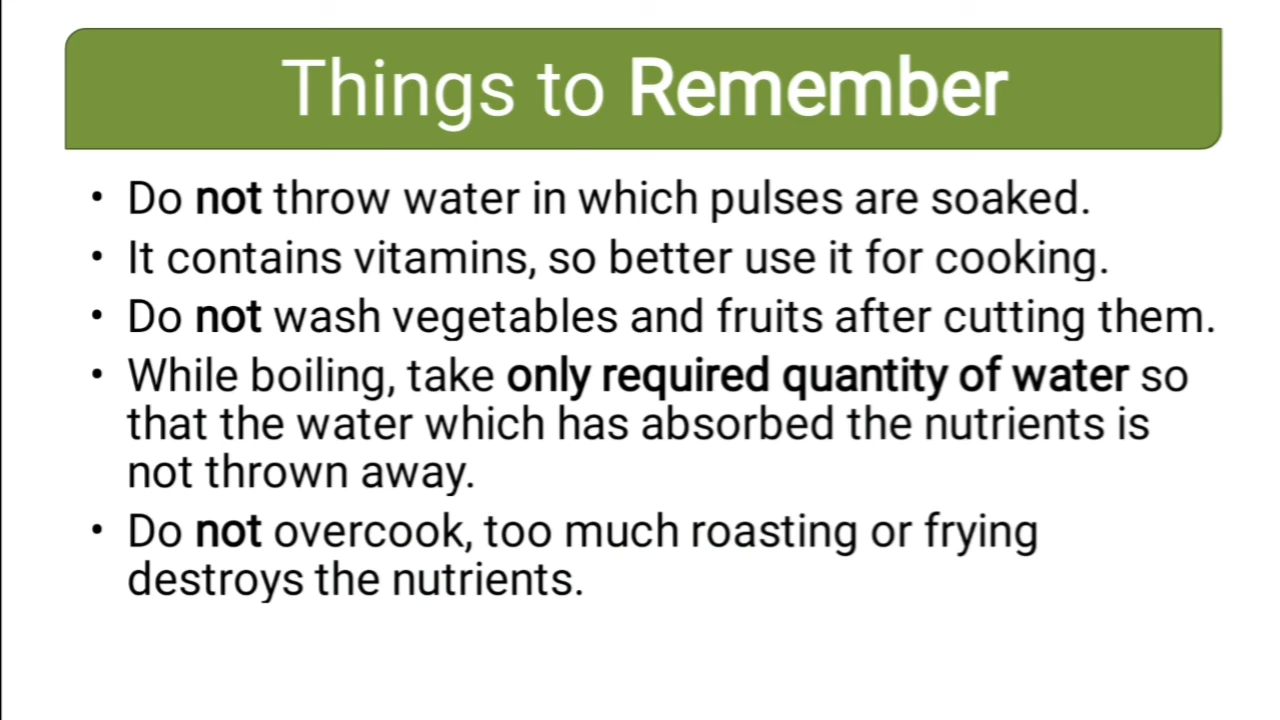 Things to Remember
• Do not throw water in which pulses are soaked.
• It contains vitamins, so better use it for cooking.
• Do not wash vegetables and fruits after cutting them.
• While boiling, take only required quantity of water so
that the water which has absorbed the nutrients is
not thrown away.
• Do not overcook, too much roasting or frying
destroys the nutrients.